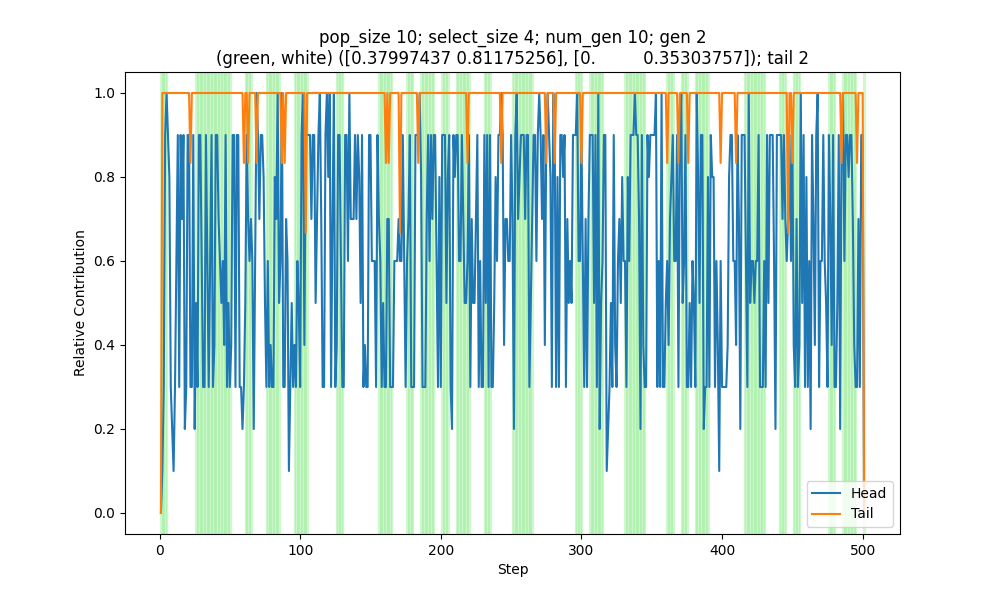 pop_size 10; select_size 4; num_gen 10; gen 2
(green, white) ([0.37997437 0.81175256], [0.         0.35303757]); tail 2
1.0
0.8
0.6
0.4
0.2
0.0
Relative Contribution
Head
Tail
0
100
200
300
400
500
Step